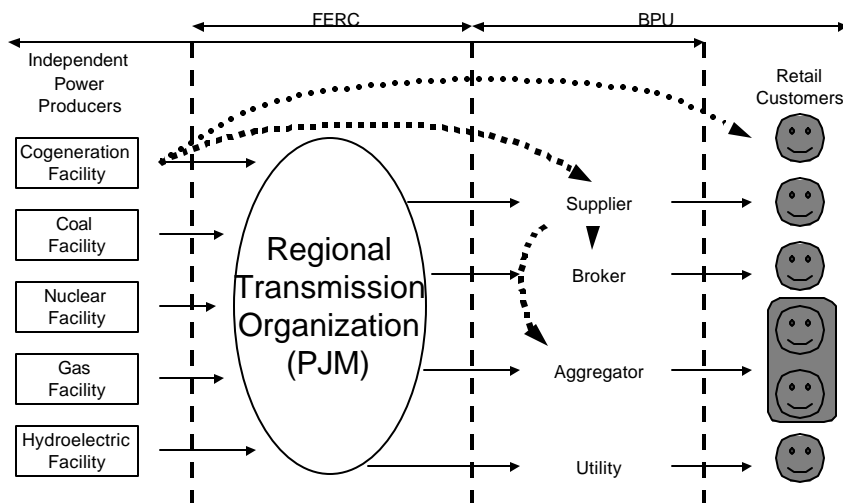 FERC
BPU
Independent
Power
Producers
Retail
Customers
Cogeneration
Facility
Coal
Facility
Nuclear
Facility
Gas
Facility
Hydroelectric
Facility
Regional
Transmission
Organization
(PJM)
Supplier
Broker
Aggregator
Utility